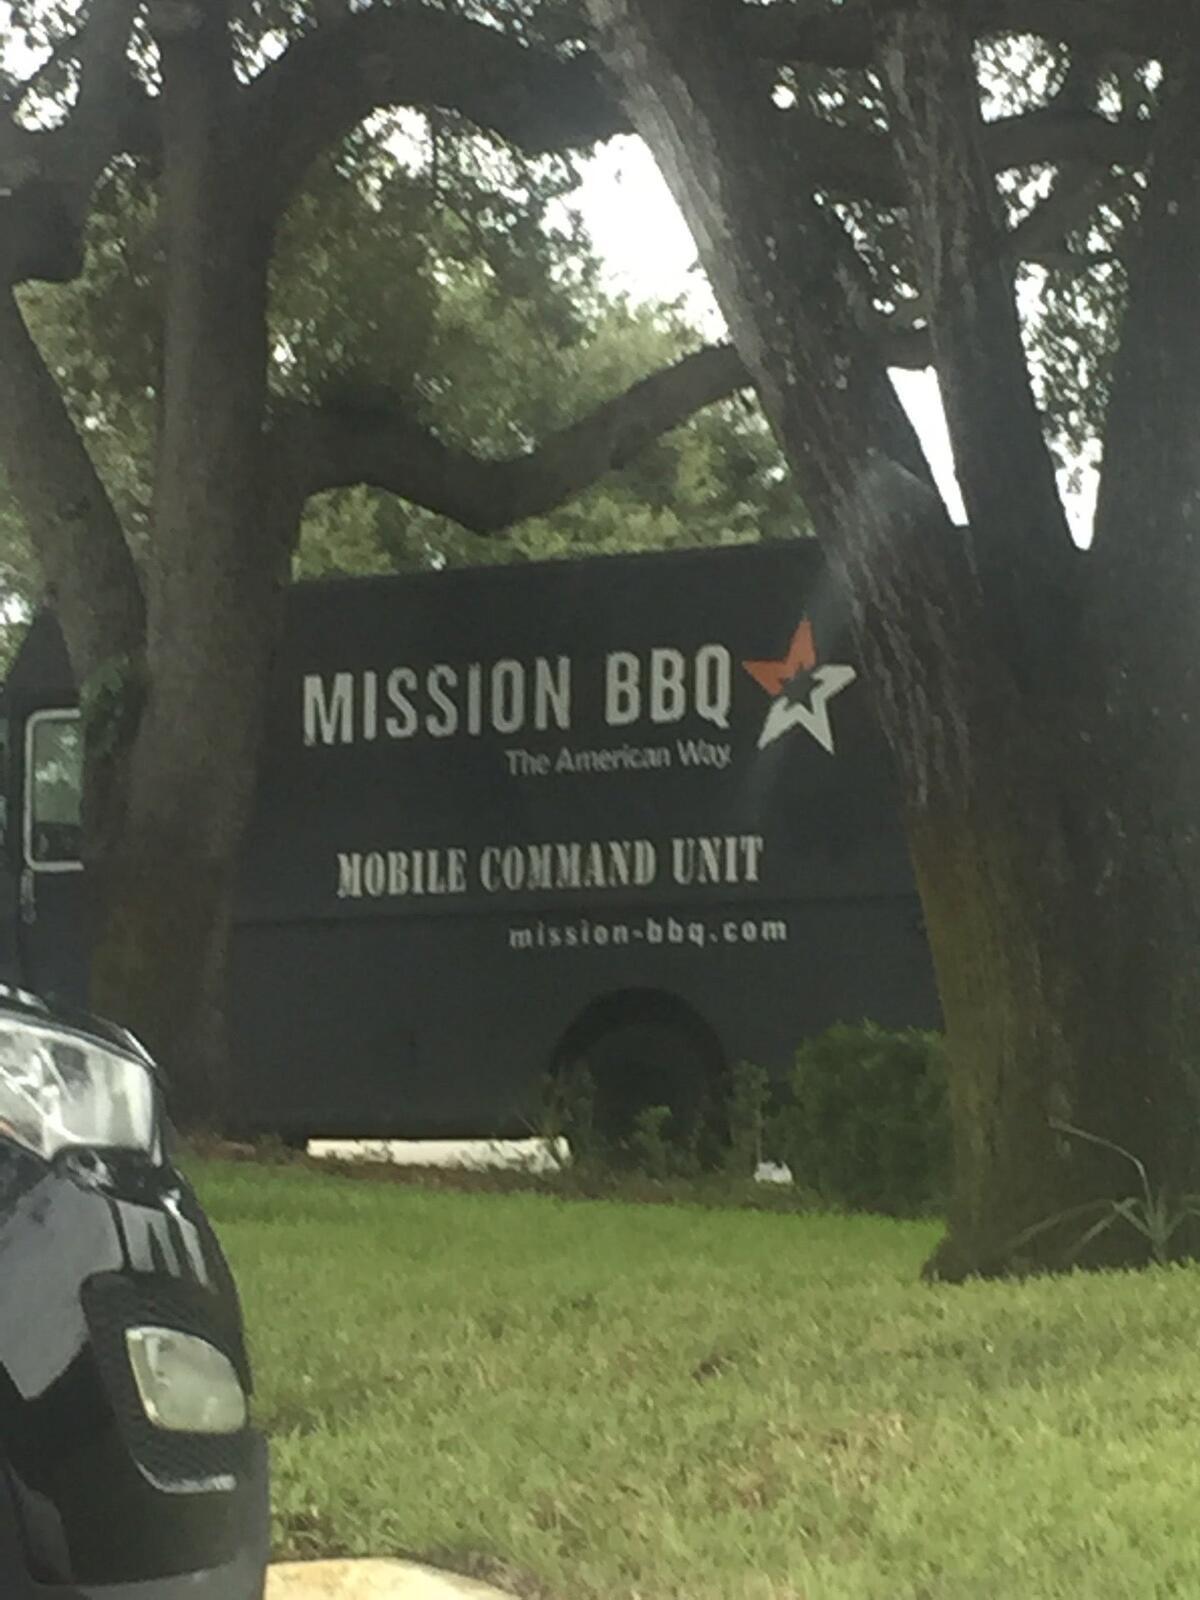 MISSION BBQ
The American Way.
MOBILE COMMAND UNIT
mission-bbq.com